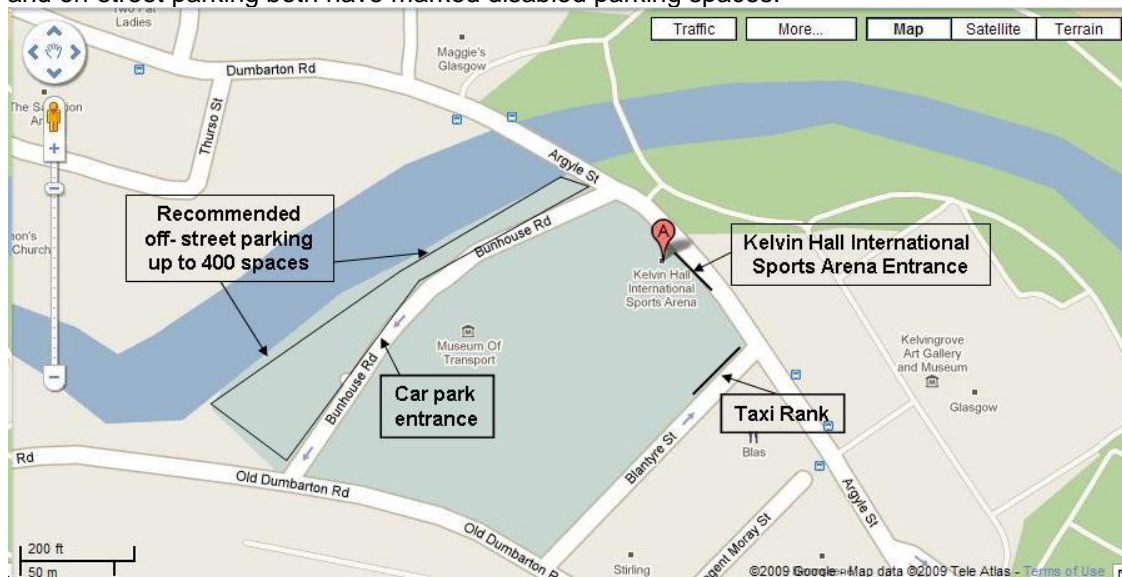 and on-street parking both have marked disabled parking spaces.
Two Fat
Ladies
Maggie's
Glasgow
Traffic
More...
Map
Satellite
Terrain
Dumbarton Rd
Thurso St
Argyle St
Recommended
off- street parking
up to 400 spaces
Bunhouse Rd
Church
A
Kelvin Hall
International
Sports Arena
Kelvin Hall International
Sports Arena Entrance
Museum Of
Transport
Kelvingrove
Art Gallery
and Museum
Glasgow
Bunhouse Rd
Car park
entrance
Taxi Rank
Blas
Blantyre St
Argyle St
Rd
Old Dumbarton Rd
Old Dumbarton
Moray St
Stirling
200 ft
50 m
©2009 Google - Map data ©2009 Tele Atlas - Terms of Use